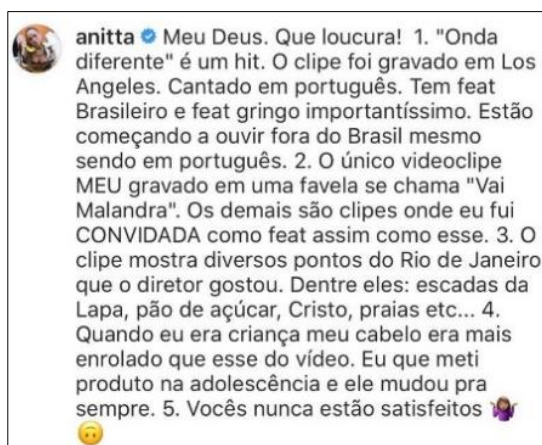 anitta Meu Deus. Que loucura! 1. "Onda
diferente" é um hit. O clipe foi gravado em Los
Angeles. Cantado em português. Tem feat
Brasileiro e feat gringo importantíssimo. Estão
começando a ouvir fora do Brasil mesmo
sendo em português. 2. O único videoclipe
MEU gravado em uma favela se chama "Vai
Malandra". Os demais são clipes onde eu fui
CONVIDADA como feat assim como esse. 3. O
clipe mostra diversos pontos do Rio de Janeiro
que o diretor gostou. Dentre eles: escadas da
Lapa, pão de açúcar, Cristo, praias etc... 4.
Quando eu era criança meu cabelo era mais
enrolado que esse do vídeo. Eu que meti
produto na adolescência e ele mudou pra
sempre. 5. Vocês nunca estão satisfeitos 🤷🏾‍♀️
🙃